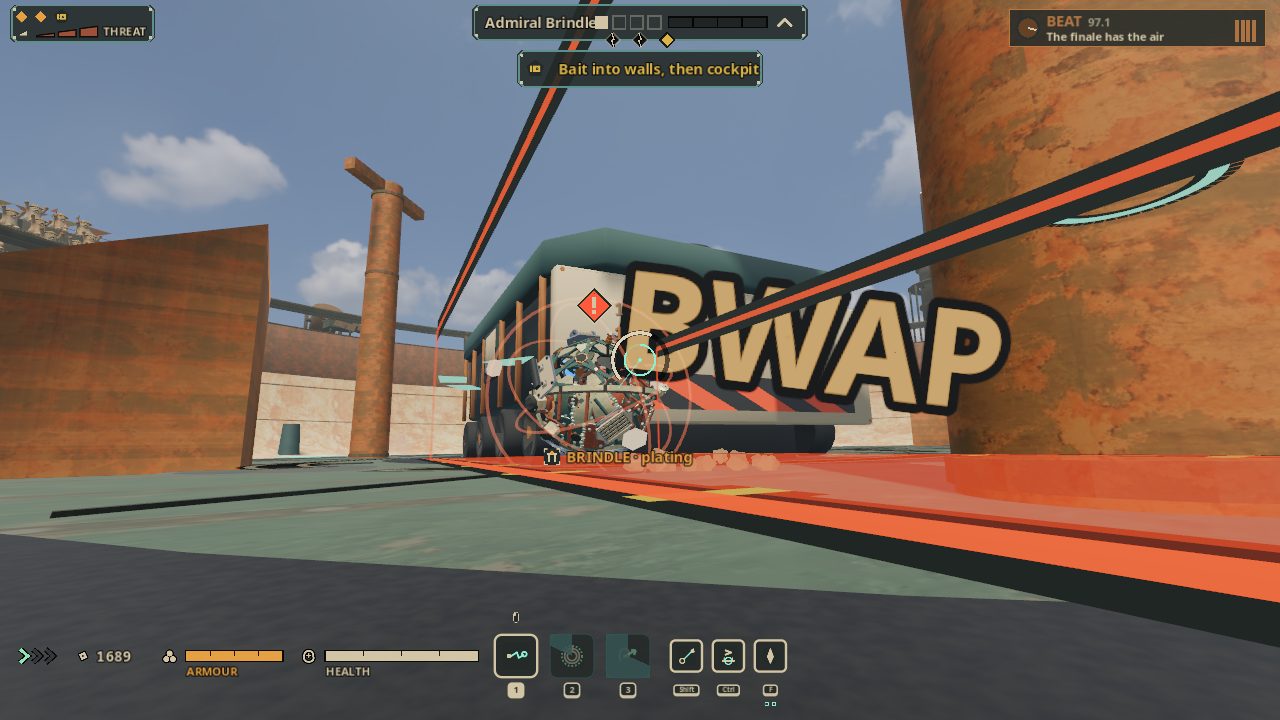 THREAT
Admiral Brindle
Bait into walls, then cockpit
BEAT 97.1
The finale has the air
BWAP
BRINDLE plating
1689
ARMOUR
HEALTH
1
2
3
Shift
Ctrl
F